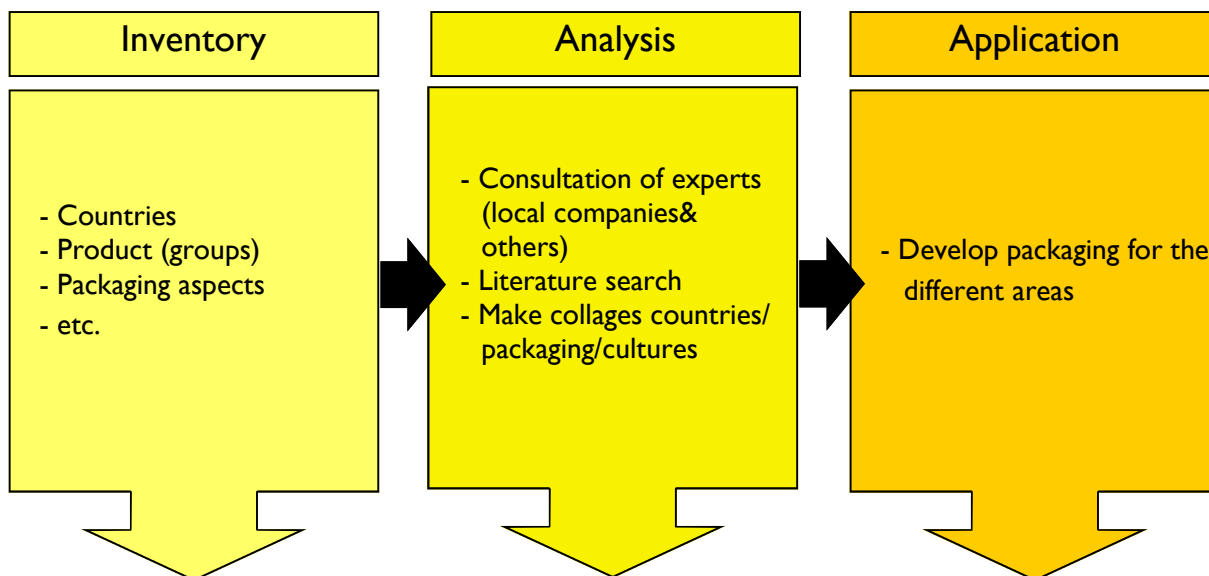 Inventory
- Countries
- Product (groups)
- Packaging aspects
- etc.
Analysis
- Consultation of experts
(local companies&
others)
- Literature search
- Make collages countries/
packaging/cultures
Application
- Develop packaging for the
different areas